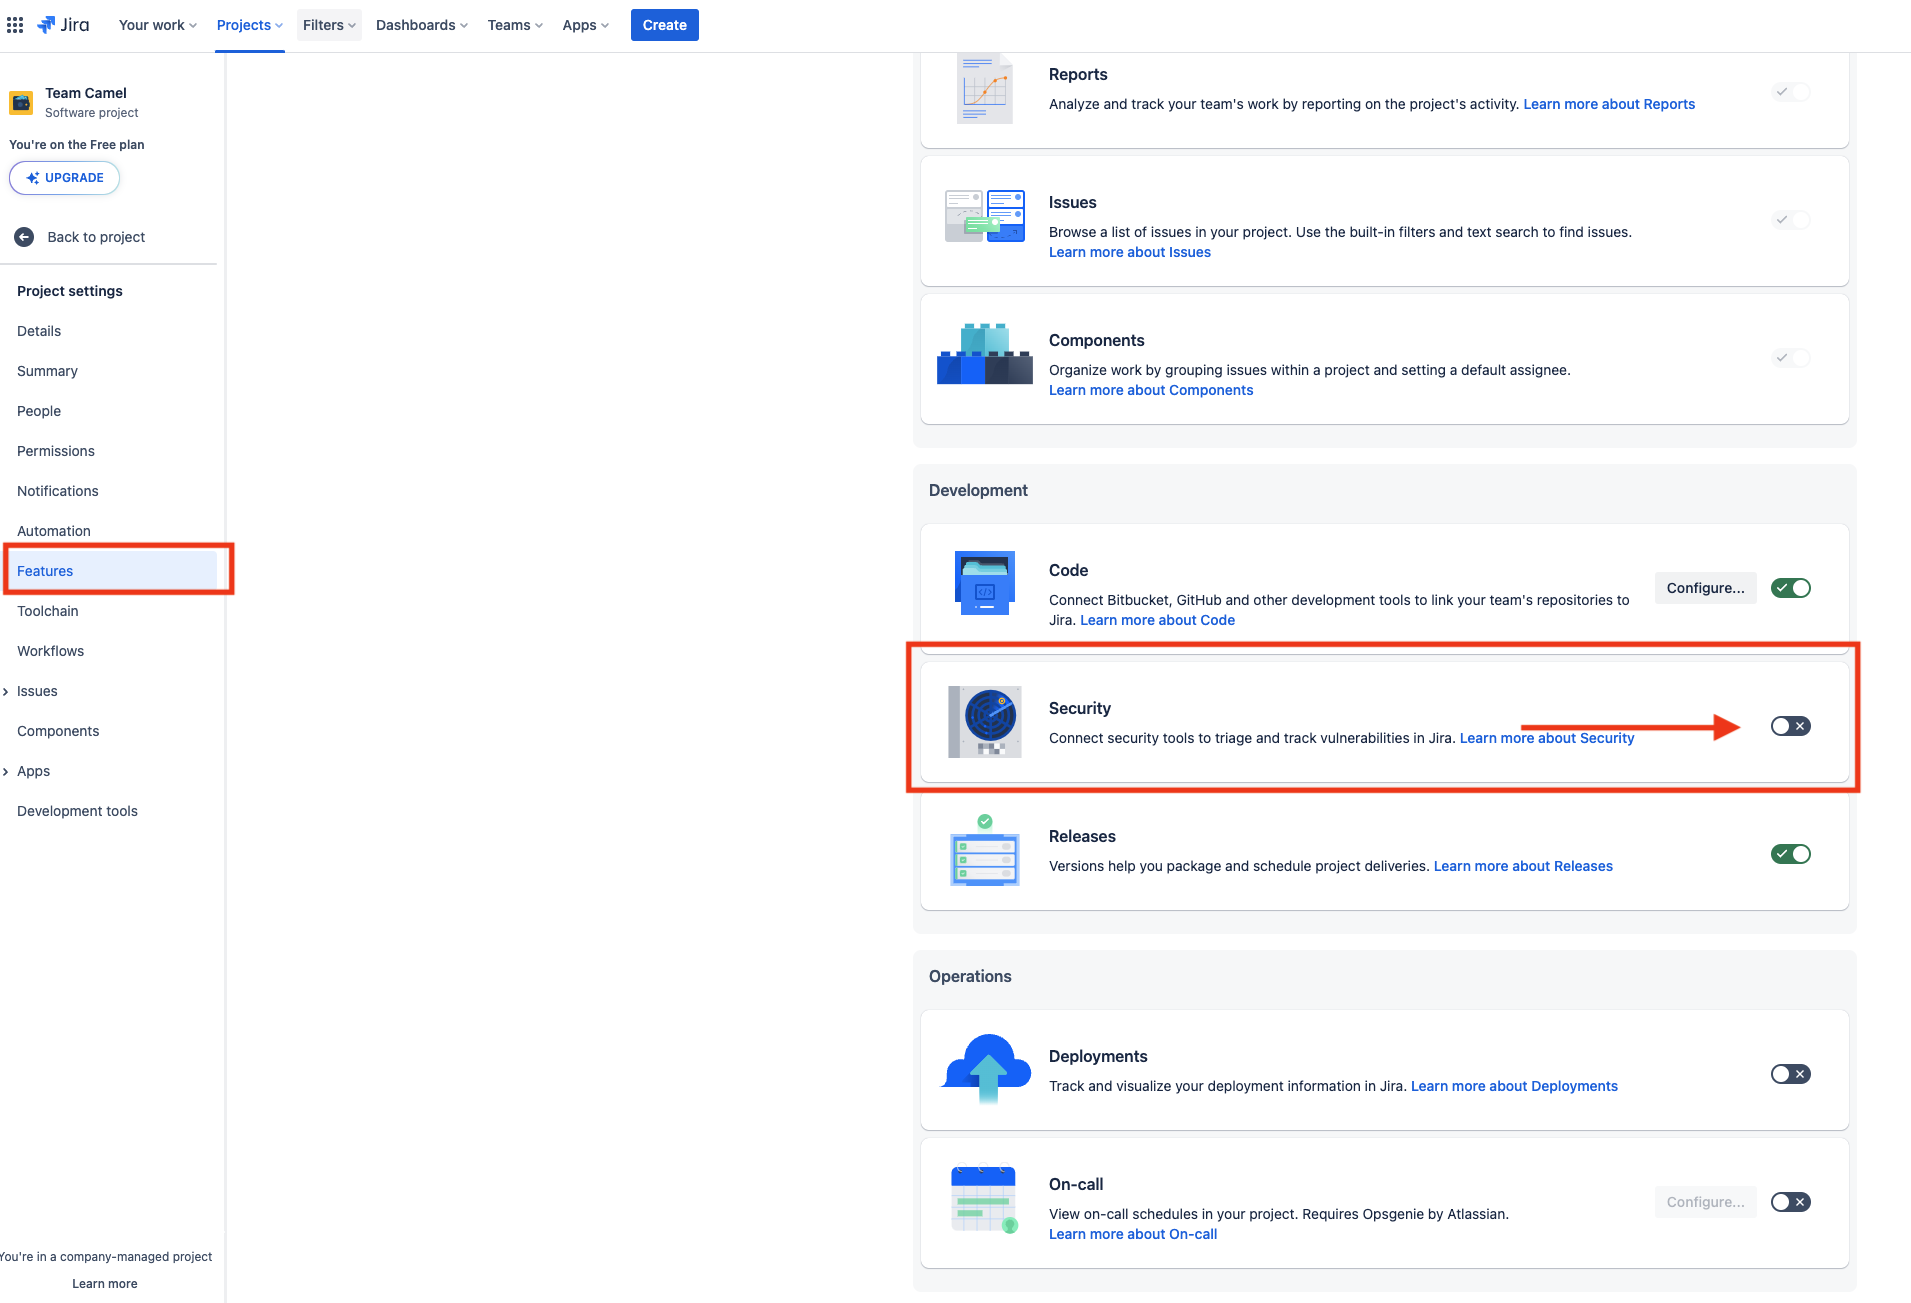 Jira Your work Projects Filters Dashboards Teams Apps Create
Team Camel
Software project
You're on the Free plan
UPGRADE
Back to project
Project settings
Details
Summary
People
Permissions
Notifications
Automation
Features
Toolchain
Workflows
Issues
Components
Apps
Development tools
You're in a company-managed project
Learn more
Reports
Analyze and track your team's work by reporting on the project's activity. Learn more about Reports
Issues
Browse a list of issues in your project. Use the built-in filters and text search to find issues.
Learn more about Issues
Components
Organize work by grouping issues within a project and setting a default assignee.
Learn more about Components
Development
Code
Connect Bitbucket, GitHub and other development tools to link your team's repositories to
Jira. Learn more about Code
Configure...
Security
Connect security tools to triage and track vulnerabilities in Jira. Learn more about Security
Releases
Versions help you package and schedule project deliveries. Learn more about Releases
Operations
Deployments
Track and visualize your deployment information in Jira. Learn more about Deployments
On-call
View on-call schedules in your project. Requires Opsgenie by Atlassian.
Learn more about On-call
Configure...